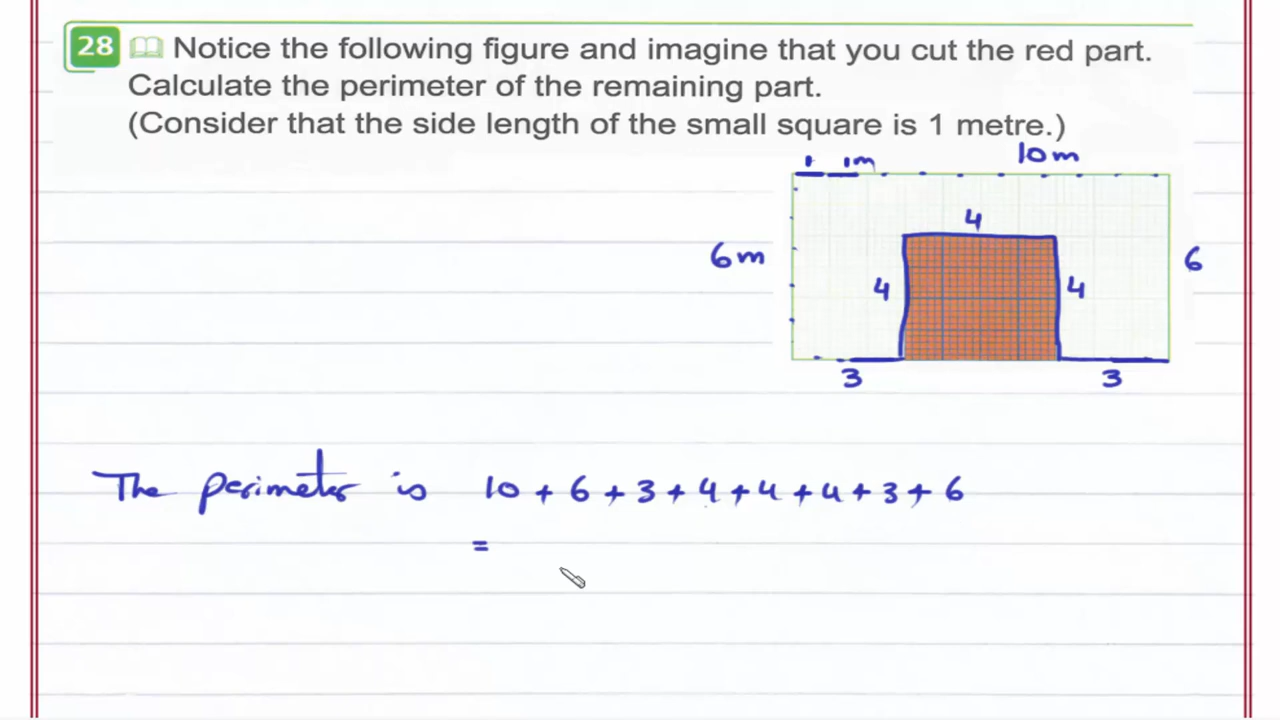 28 Notice the following figure and imagine that you cut the red part.
Calculate the perimeter of the remaining part.
(Consider that the side length of the small square is 1 metre.)
1 1m 10m
4
6m 6
4 4
3 3
The perimeter is 10 + 6 + 3 + 4 + 4 + 4 + 3 + 6
=